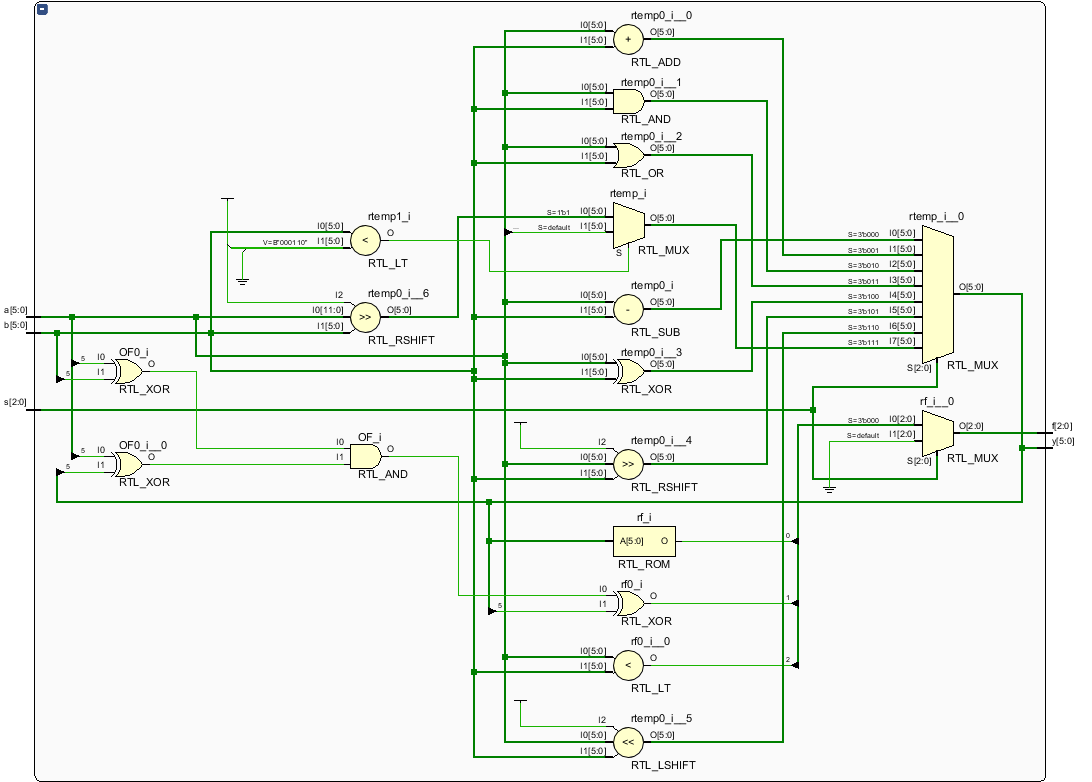 rtemp0_i__0
I0[5:0]
I1[5:0]
+
O[5:0]
RTL_ADD
rtemp0_i__1
I0[5:0]
I1[5:0]
O[5:0]
RTL_AND
rtemp0_i__2
I0[5:0]
I1[5:0]
O[5:0]
RTL_OR
rtemp_i
S=1'b1
I0[5:0]
S=default
I1[5:0]
O[5:0]
S
RTL_MUX
rtemp1_i
I0[5:0]
V=B"000110"
I1[5:0]
<
O
RTL_LT
rtemp0_i__6
I2
I0[11:0]
I1[5:0]
>>
O[5:0]
RTL_RSHIFT
rtemp0_i
I0[5:0]
I1[5:0]
-
O[5:0]
RTL_SUB
rtemp_i__0
S=3'b000
I0[5:0]
S=3'b001
I1[5:0]
S=3'b010
I2[5:0]
S=3'b011
I3[5:0]
S=3'b100
I4[5:0]
S=3'b101
I5[5:0]
S=3'b110
I6[5:0]
S=3'b111
I7[5:0]
O[5:0]
S[2:0]
RTL_MUX
a[5:0]
b[5:0]
s[2:0]
OF0_i
5
I0
5
I1
O
RTL_XOR
rtemp0_i__3
I0[5:0]
I1[5:0]
O[5:0]
RTL_XOR
rf_i__0
S=3'b000
I0[2:0]
S=default
I1[2:0]
O[2:0]
S[2:0]
RTL_MUX
f[2:0]
y[5:0]
OF0_i__0
5
I0
5
I1
O
RTL_XOR
OF_i
I0
I1
O
RTL_AND
rtemp0_i__4
I2
I0[5:0]
I1[5:0]
>>
O[5:0]
RTL_RSHIFT
rf_i
A[5:0]
O
0
RTL_ROM
rf0_i
I0
5
I1
O
1
RTL_XOR
rf0_i__0
I0[5:0]
I1[5:0]
<
O
2
RTL_LT
rtemp0_i__5
I2
I0[5:0]
I1[5:0]
<<
O[5:0]
RTL_LSHIFT